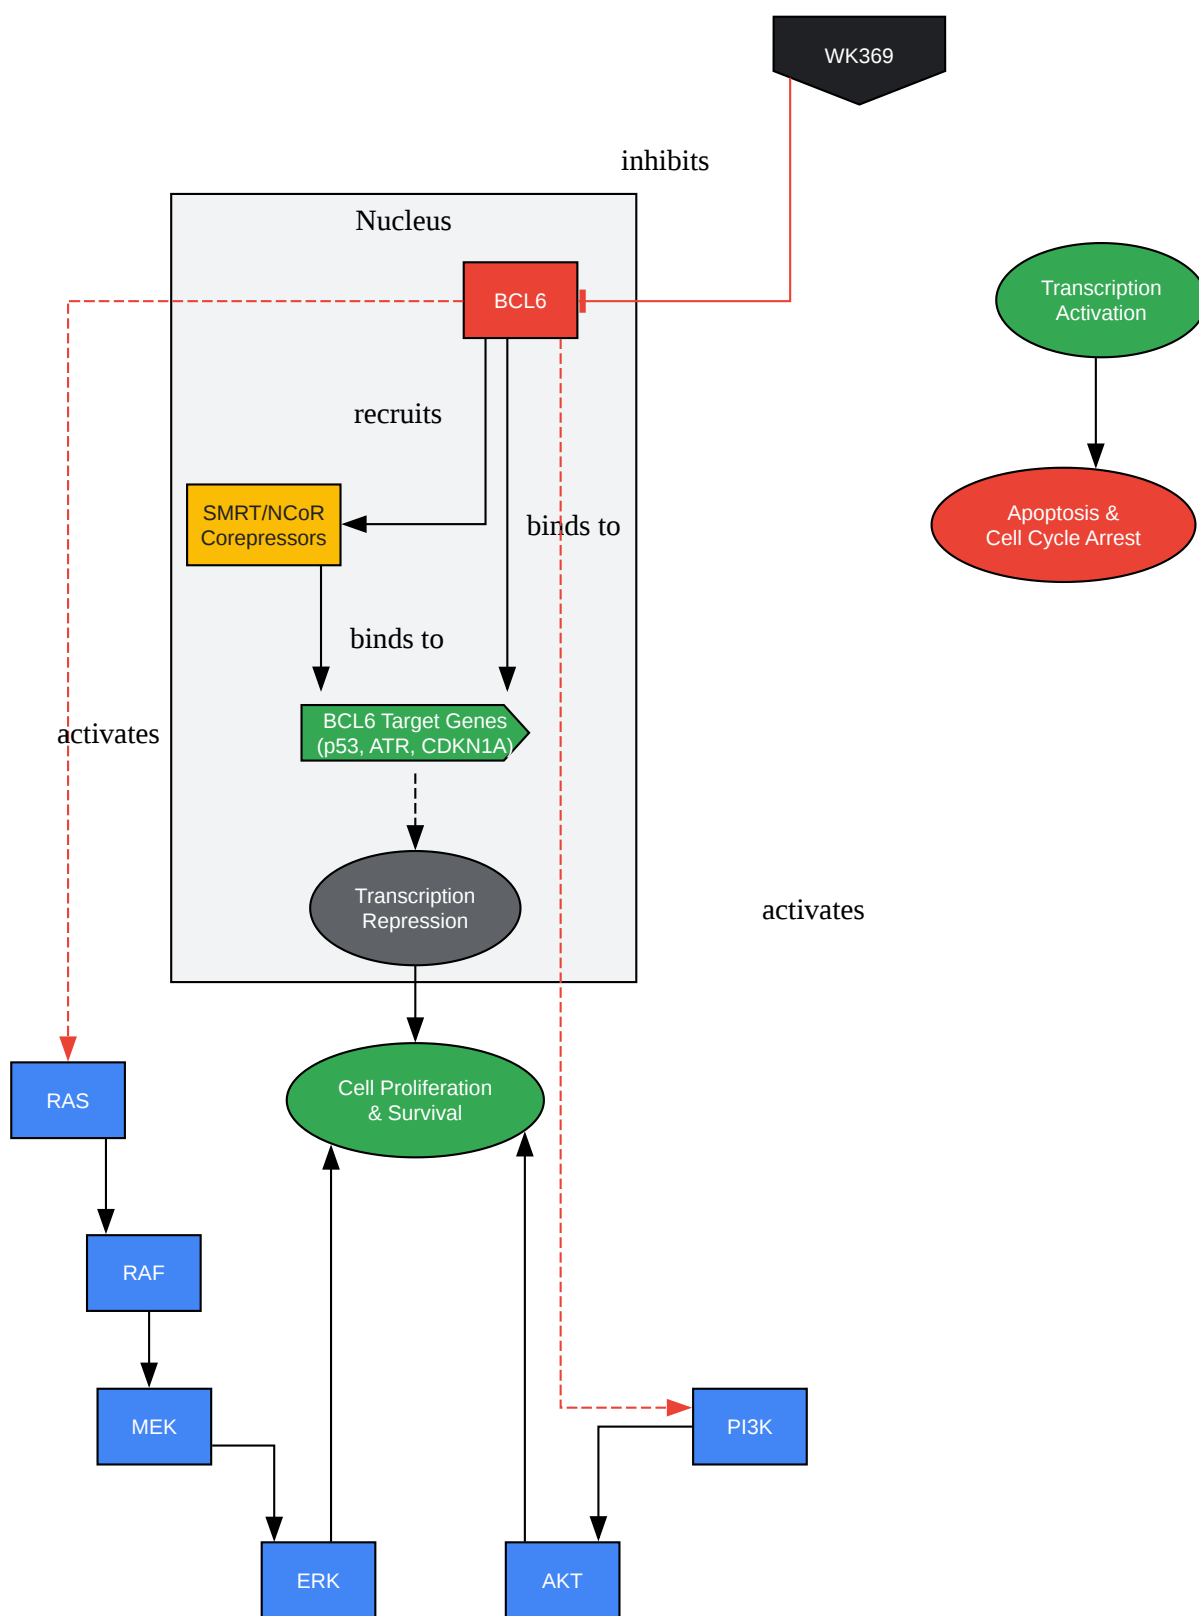 WK369
inhibits
Nucleus
BCL6
Transcription
Activation
recruits
SMRT/NCoR
Corepressors
binds to
Apoptosis &
Cell Cycle Arrest
binds to
activates
BCL6 Target Genes
(p53, ATR, CDKN1A)
Transcription
Repression
activates
RAS
Cell Proliferation
& Survival
RAF
MEK
PI3K
ERK
AKT